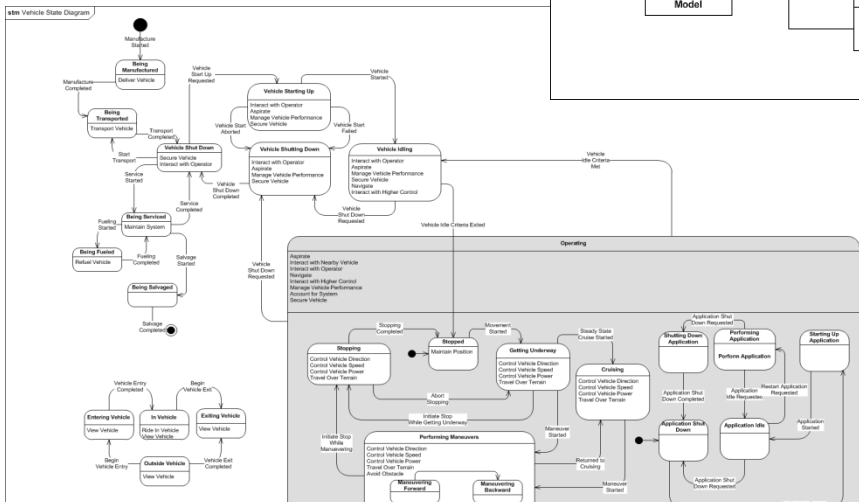 stm Vehicle State Diagram
Model
Manufacture
Started
Being
Manufactured
Deliver Vehicle
Manufacture
Completed
Being
Transported
Transport Vehicle
Transport
Completed
Start
Transport
Vehicle
Start Up
Requested
Vehicle Shut Down
Secure Vehicle
Interact with Operator
Vehicle Starting Up
Interact with Operator
Aspirate
Manage Vehicle Performance
Secure Vehicle
Vehicle
Started
Vehicle Start
Aborted
Vehicle Start
Failed
Vehicle Shutting Down
Interact with Operator
Aspirate
Manage Vehicle Performance
Secure Vehicle
Vehicle Idling
Interact with Operator
Aspirate
Manage Vehicle Performance
Secure Vehicle
Navigate
Interact with Higher Control
Vehicle
Idle Criteria
Met
Vehicle
Shut Down
Completed
Vehicle
Shut Down
Requested
Vehicle Idle Criteria Exited
Service
Started
Service
Completed
Being Serviced
Maintain System
Fueling
Started
Being Fueled
Refuel Vehicle
Fueling
Completed
Salvage
Started
Being Salvaged
Salvage
Completed
Vehicle
Shut Down
Requested
Operating
Aspirate
Interact with Nearby Vehicle
Interact with Operator
Navigate
Interact with Higher Control
Manage Vehicle Performance
Account for System
Secure Vehicle
Stopping
Completed
Stopped
Maintain Position
Movement
Started
Stopping
Control Vehicle Direction
Control Vehicle Speed
Control Vehicle Power
Travel Over Terrain
Abort
Stopping
Getting Underway
Control Vehicle Direction
Control Vehicle Speed
Control Vehicle Power
Travel Over Terrain
Steady State
Cruise Started
Cruising
Control Vehicle Direction
Control Vehicle Speed
Control Vehicle Power
Travel Over Terrain
Initiate Stop
While Getting Underway
Initiate Stop
While
Manuevering
Maneuver
Started
Performing Maneuvers
Control Vehicle Direction
Control Vehicle Speed
Control Vehicle Power
Travel Over Terrain
Avoid Obstacle
Maneuvering
Forward
Maneuvering
Backward
Returned to
Cruising
Maneuver
Started
Application Shut
Down Requested
Shutting Down
Application
Performing
Application
Perform Application
Starting Up
Application
Application Shut
Down Completed
Application
Idle Requested
Restart Application
Requested
Application
Started
Application Shut
Down
Application Idle
Application Shut
Down Requested
Vehicle Entry
Completed
Begin
Vehicle Exit
Entering Vehicle
View Vehicle
In Vehicle
Ride In Vehicle
View Vehicle
Exiting Vehicle
View Vehicle
Begin
Vehicle Entry
Outside Vehicle
View Vehicle
Vehicle Exit
Completed